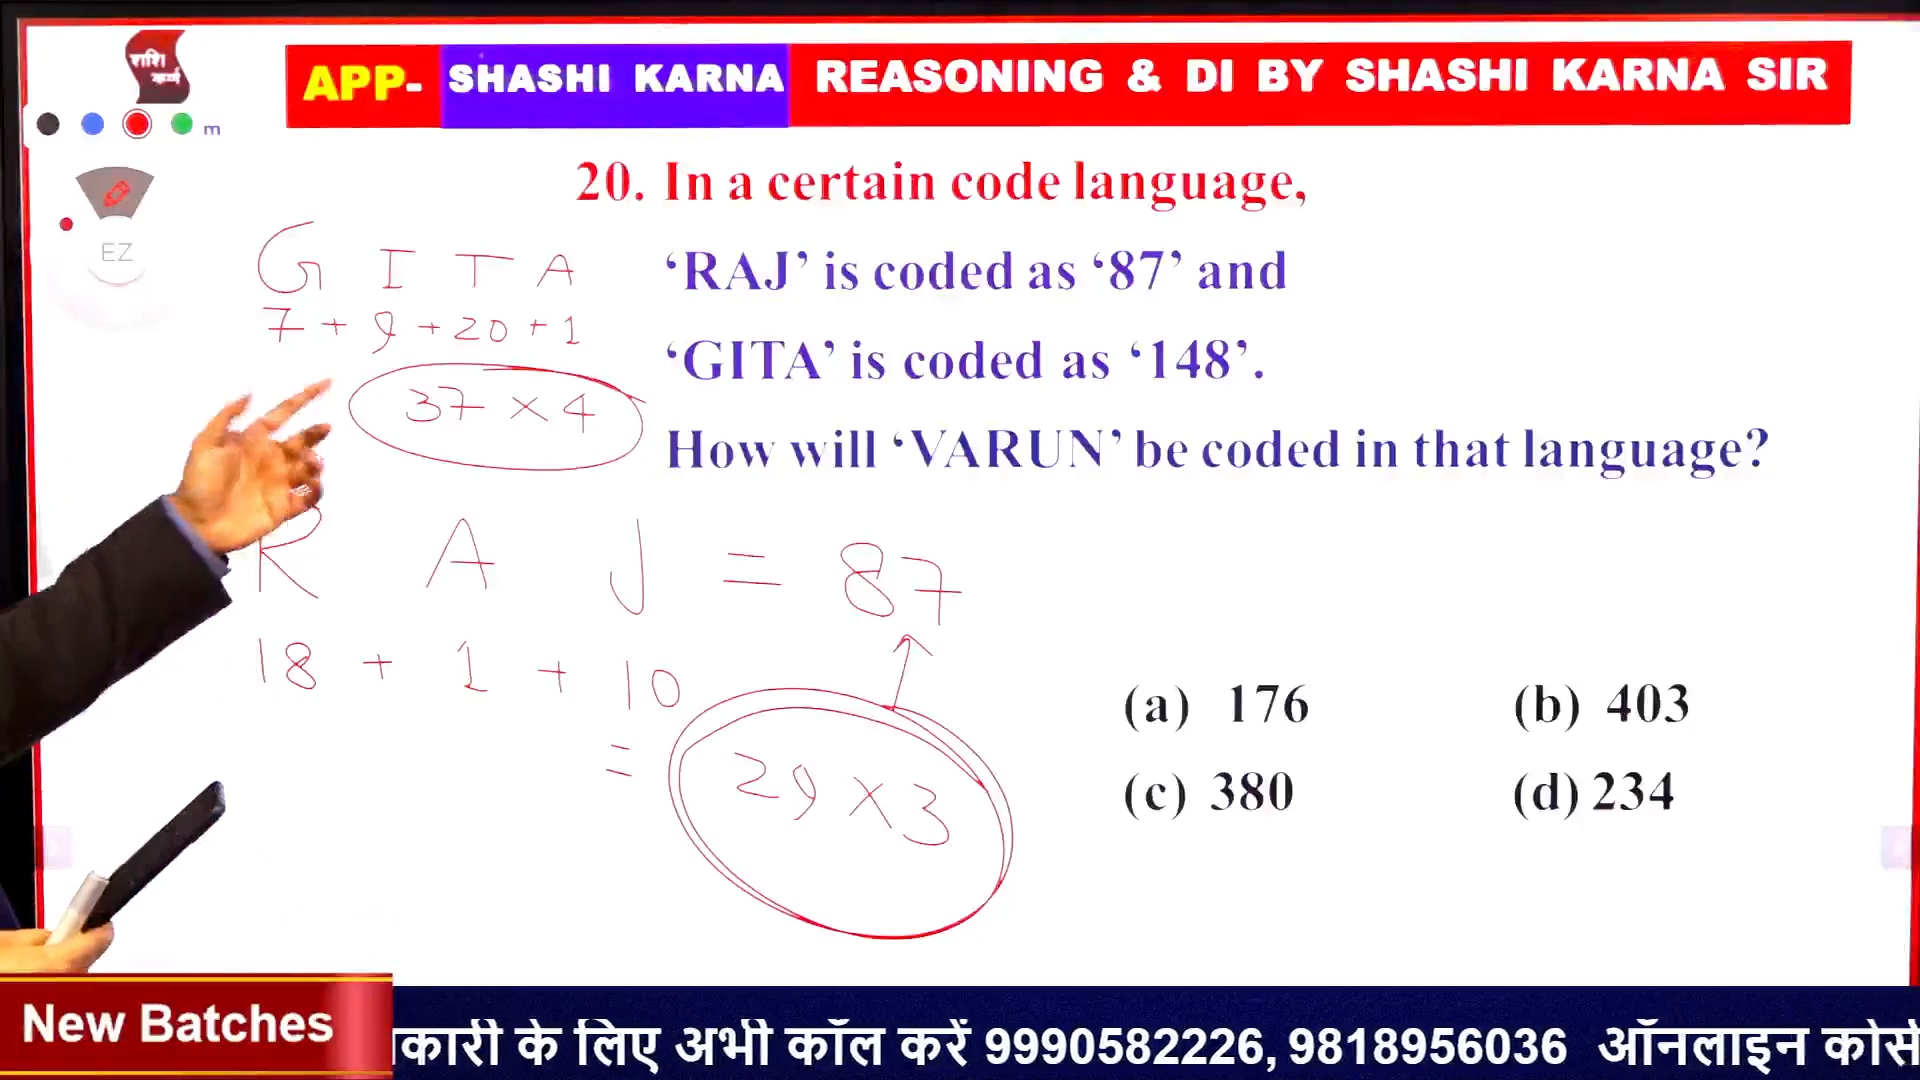 शशि
कर्ण
APP- SHASHI KARNA REASONING & DI BY SHASHI KARNA SIR
m
EZ
20. In a certain code language,
‘RAJ’ is coded as ‘87’ and
‘GITA’ is coded as ‘148’.
How will ‘VARUN’ be coded in that language?
G I T A
7 + 9 + 20 + 1
37 × 4
R A J = 87
18 + 1 + 10
= 29 × 3
(a) 176 (b) 403
(c) 380 (d) 234
New Batches
कारी के लिए अभी कॉल करें 9990582226, 9818956036 ऑनलाइन कोर्स